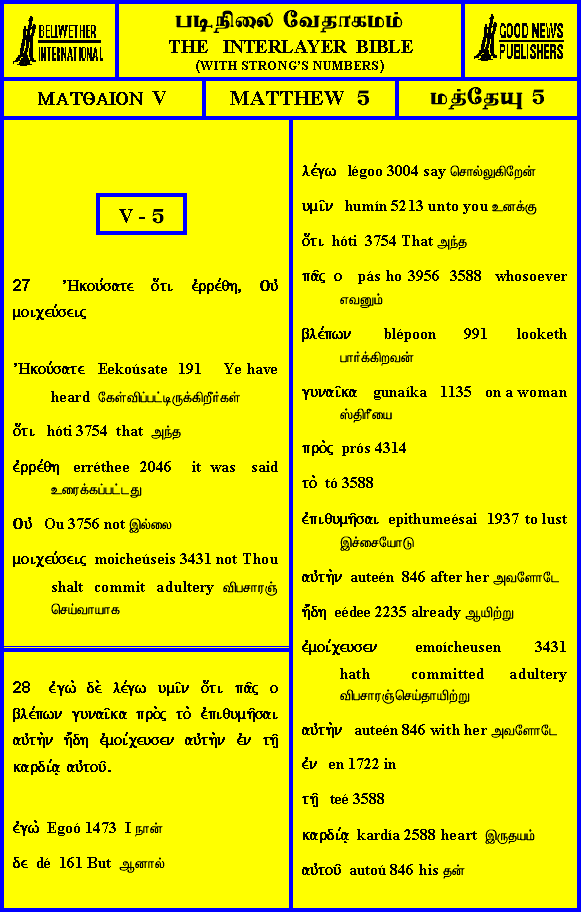 BELLWETHER
INTERNATIONAL
படிநிலை வேதாகமம்
THE INTERLAYER BIBLE
(WITH STRONG'S NUMBERS)
GOOD NEWS
PUBLISHERS
ΜΑΤΘΑΙΟΝ V
MATTHEW 5
மத்தேயு 5
V - 5
27 Ἠκούσατε ὅτι ἐρρέθη, Οὐ
μοιχεύσεις
Ἠκούσατε Eekoúsate 191 Ye have
heard கேள்விப்பட்டிருக்கிறீர்கள்
ὅτι hóti 3754 that அந்த
ἐρρέθη erréthee 2046 it was said
உரைக்கப்பட்டது
Οὐ Ou 3756 not இல்லை
μοιχεύσεις moicheúseis 3431 not Thou
shalt commit adultery விபசாரஞ்
செய்வாயாக
28 ἐγὼ δὲ λέγω υμῖν ὅτι πᾶς ο
βλέπων γυναῖκα πρὸς τὸ ἐπιθυμῆσαι
αὐτὴν ἤδη ἐμοίχευσεν αὐτὴν ἐν τῇ
καρδίᾳ αὐτοῦ.
ἐγὼ Egoó 1473 I நான்
δε dé 161 But ஆனால்
λέγω légoo 3004 say சொல்லுகிறேன்
υμῖν humín 5213 unto you உனக்கு
ὅτι hóti 3754 That அந்த
πᾶς ο pás ho 3956 3588 whosoever
எவனும்
βλέπων blépoon 991 looketh
பார்க்கிறவன்
γυναῖκα gunaíka 1135 on a woman
ஸ்திரீயை
πρὸς prós 4314
τὸ tó 3588
ἐπιθυμῆσαι epithumeésai 1937 to lust
இச்சையோடு
αὐτὴν auteén 846 after her அவளோடே
ἤδη eédee 2235 already ஆயிற்று
ἐμοίχευσεν emoícheusen 3431
hath committed adultery
விபசாரஞ்செய்தாயிற்று
αὐτὴν auteén 846 with her அவளோடே
ἐν en 1722 in
τῇ teé 3588
καρδίᾳ kardía 2588 heart இருதயம்
αὐτοῦ autoú 846 his தன்